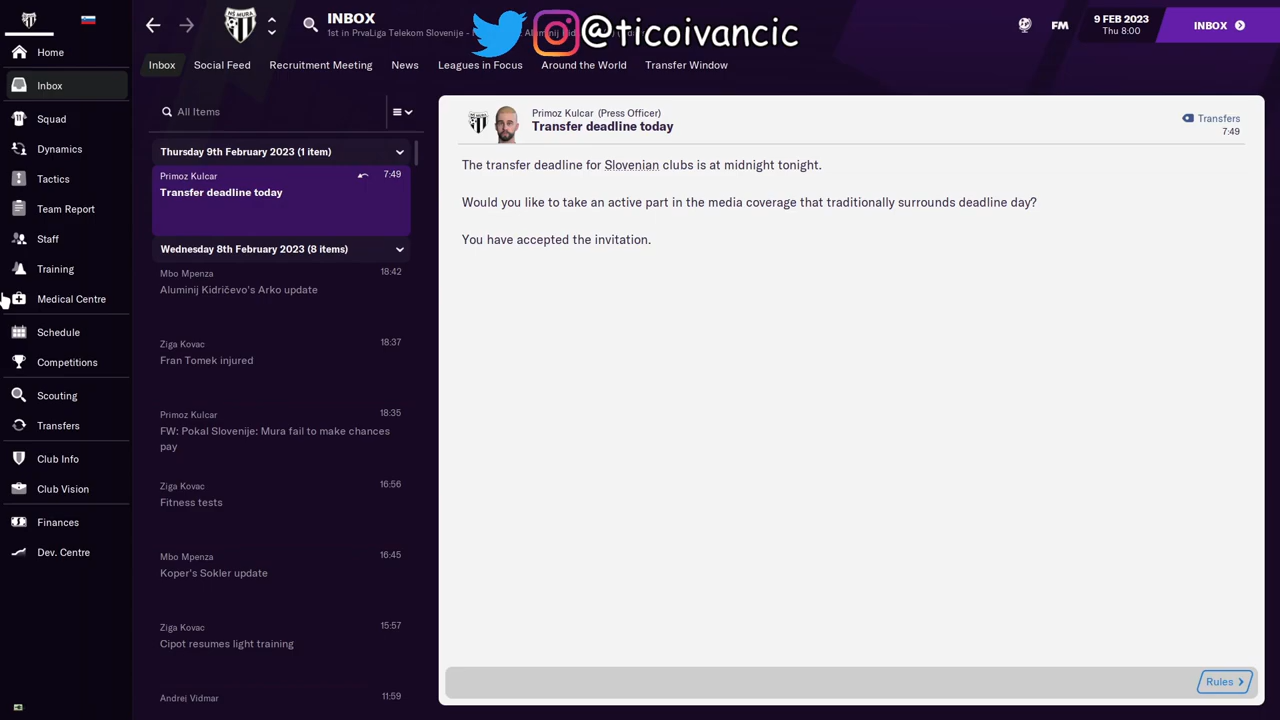 INBOX
1st in PrvaLiga Telekom Slovenije -
@ticoivancic
FM
9 FEB 2023
Thu 8:00
INBOX
Inbox
Social Feed
Recruitment Meeting
News
Leagues in Focus
Around the World
Transfer Window
Home
Inbox
Squad
Dynamics
Tactics
Team Report
Staff
Training
Medical Centre
Schedule
Competitions
Scouting
Transfers
Club Info
Club Vision
Finances
Dev. Centre
All Items
Thursday 9th February 2023 (1 item)
Primoz Kulcar
7:49
Transfer deadline today
Wednesday 8th February 2023 (8 items)
Mbo Mpenza
18:42
Aluminij Kidričevo's Arko update
Ziga Kovac
18:37
Fran Tomek injured
Primoz Kulcar
18:35
FW: Pokal Slovenije: Mura fail to make chances
pay
Ziga Kovac
16:56
Fitness tests
Mbo Mpenza
16:45
Koper's Sokler update
Ziga Kovac
15:57
Cipot resumes light training
Andrej Vidmar
11:59
Primoz Kulcar (Press Officer)
Transfer deadline today
Transfers
7:49
The transfer deadline for Slovenian clubs is at midnight tonight.
Would you like to take an active part in the media coverage that traditionally surrounds deadline day?
You have accepted the invitation.
Rules